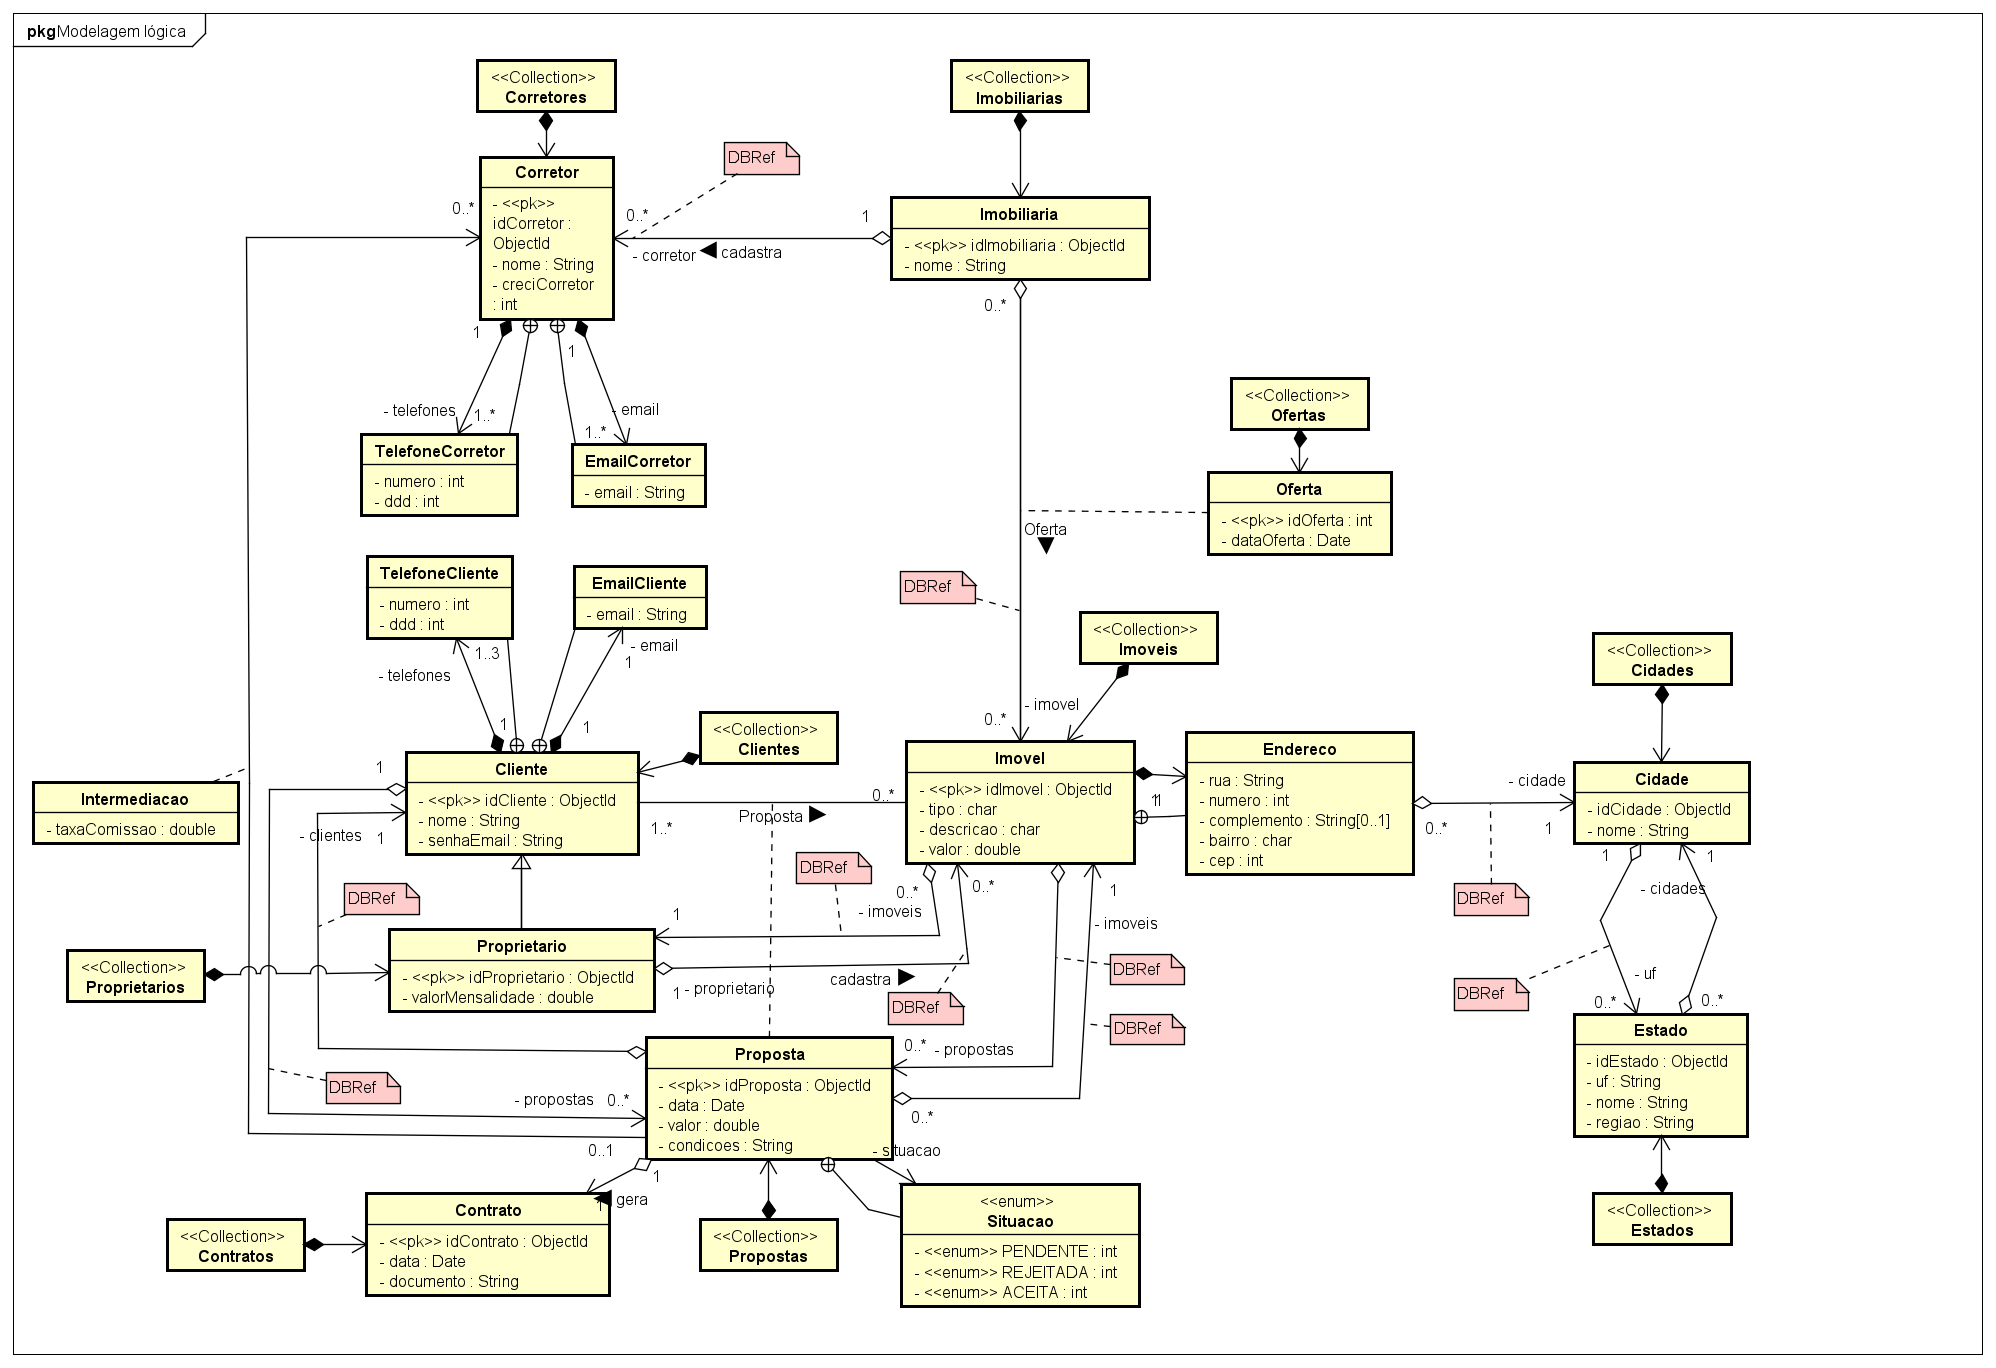 pkg Modelagem lógica
<<Collection>>
Corretores
<<Collection>>
Imobiliarias
DBRef
Corretor
- <<pk>>
idCorretor :
ObjectId
- nome : String
- creciCorretor
: int
0..*
0..*
- corretor
cadastra
1
Imobiliaria
- <<pk>> idImobiliaria : ObjectId
- nome : String
0..*
1
1
- telefones
1..*
- email
1..*
TelefoneCorretor
- numero : int
- ddd : int
EmailCorretor
- email : String
<<Collection>>
Ofertas
Oferta
- <<pk>> idOferta : int
- dataOferta : Date
Oferta
DBRef
TelefoneCliente
- numero : int
- ddd : int
EmailCliente
- email : String
1..3
- telefones
- email
1
1
1
<<Collection>>
Imoveis
- imovel
0..*
<<Collection>>
Cidades
<<Collection>>
Clientes
Intermediacao
- taxaComissao : double
1
- clientes
1
Cliente
- <<pk>> idCliente : ObjectId
- nome : String
- senhaEmail : String
1..*
Proposta
0..*
Imovel
- <<pk>> idImovel : ObjectId
- tipo : char
- descricao : char
- valor : double
1
1
Endereco
- rua : String
- numero : int
- complemento : String[0..1]
- bairro : char
- cep : int
- cidade
0..*
1
Cidade
- idCidade : ObjectId
- nome : String
DBRef
DBRef
DBRef
0..*
- imoveis
0..*
1
- imoveis
1
- cidades
1
<<Collection>>
Proprietarios
Proprietario
- <<pk>> idProprietario : ObjectId
- valorMensalidade : double
1
1
- proprietario
cadastra
DBRef
DBRef
DBRef
DBRef
- uf
0..*
0..*
Estado
- idEstado : ObjectId
- uf : String
- nome : String
- regiao : String
DBRef
- propostas
0..*
Proposta
- <<pk>> idProposta : ObjectId
- data : Date
- valor : double
- condicoes : String
0..*
- propostas
0..*
0..1
1
1
gera
- situacao
Contrato
- <<pk>> idContrato : ObjectId
- data : Date
- documento : String
<<Collection>>
Contratos
<<Collection>>
Propostas
<<enum>>
Situacao
- <<enum>> PENDENTE : int
- <<enum>> REJEITADA : int
- <<enum>> ACEITA : int
<<Collection>>
Estados